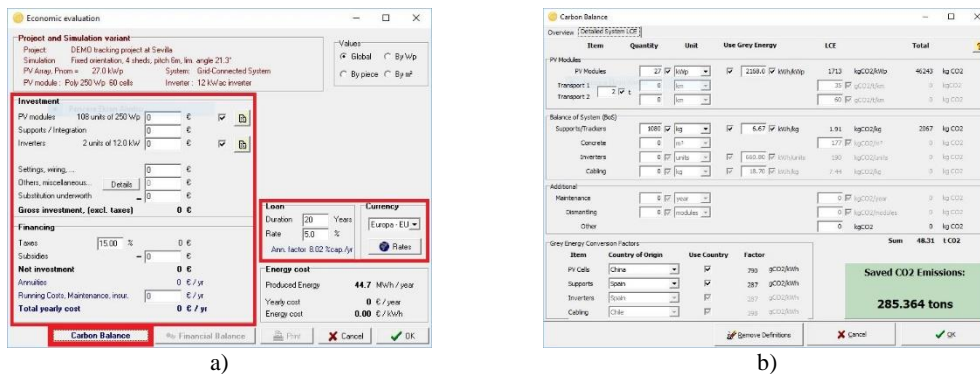 Economic evaluation
Project and Simulation variant
Project: DEMO tracking project at Sevilla
Simulation Fixed orientation, 4 sheds, pitch 6m, lim. angle 21.3°
PV Array, Pnom = 27.0 kWp System: Grid-Connected System
PV module : Poly 250 Wp 60 cells Inverter : 12 kWac inverter
Values
Global By Wp
By piece By m²
Investment
PV modules 108 units of 250 Wp 0 €
Supports / Integration 0 €
Inverters 2 units of 12.0 kW 0 €
Settings, wiring, ... 0 €
Others, miscellaneous... Details 0 €
Substitution underworth - 0 €
Gross investment, (excl. taxes) 0 €
Financing
Taxes 15.00 % 0 €
Subsidies - 0 €
Net investment 0 €
Annuities 0 € / yr
Running Costs, Maintenance, insur. 0 € / yr
Total yearly cost 0 € / yr
Loan
Duration 20 Years
Rate 5.0 %
Ann. factor 8.02 %cap./yr
Currency
Europa - EU
Rates
Energy cost
Produced Energy 44.7 MWh / year
Yearly cost 0 € / year
Energy cost 0.00 € / kWh
Carbon Balance Financial Balance Print Cancel OK
a)
Carbon Balance
Overview Detailed System LCE
Item Quantity Unit Use Grey Energy LCE Total
PV Modules
PV Modules 27 kWp 2168.0 kWh/kWp 1713 kgCO2/kWp 46243 kg CO2
Transport 1 2 t 0 km 35 gCO2/t/km 0 kg CO2
Transport 2 0 km 60 gCO2/t/km 0 kg CO2
Balance of System (BoS)
Supports/Trackers 1080 kg 6.67 kWh/kg 1.91 kgCO2/kg 2067 kg CO2
Concrete 0 m³ 177 kgCO2/m³ 0 kg CO2
Inverters 0 units kWh/units 190 kgCO2/units 0 kg CO2
Cabling 0 kg 18.70 kWh/kg 7.44 kgCO2/kg 0 kg CO2
Additional
Maintenance 0 year 0 kgCO2/year 0 kg CO2
Dismantling 0 modules 0 kgCO2/modules 0 kg CO2
Other 0 kgCO2 0 kg CO2
Sum 48.31 t CO2
Grey Energy Conversion Factors
Item Country of Origin Use Country Factor
PV Cells China 790 gCO2/kWh
Supports Spain 287 gCO2/kWh
Inverters Spain 287 gCO2/kWh
Cabling Chile gCO2/kWh
Saved CO2 Emissions:
285.364 tons
Remove Definitions Cancel OK
b)